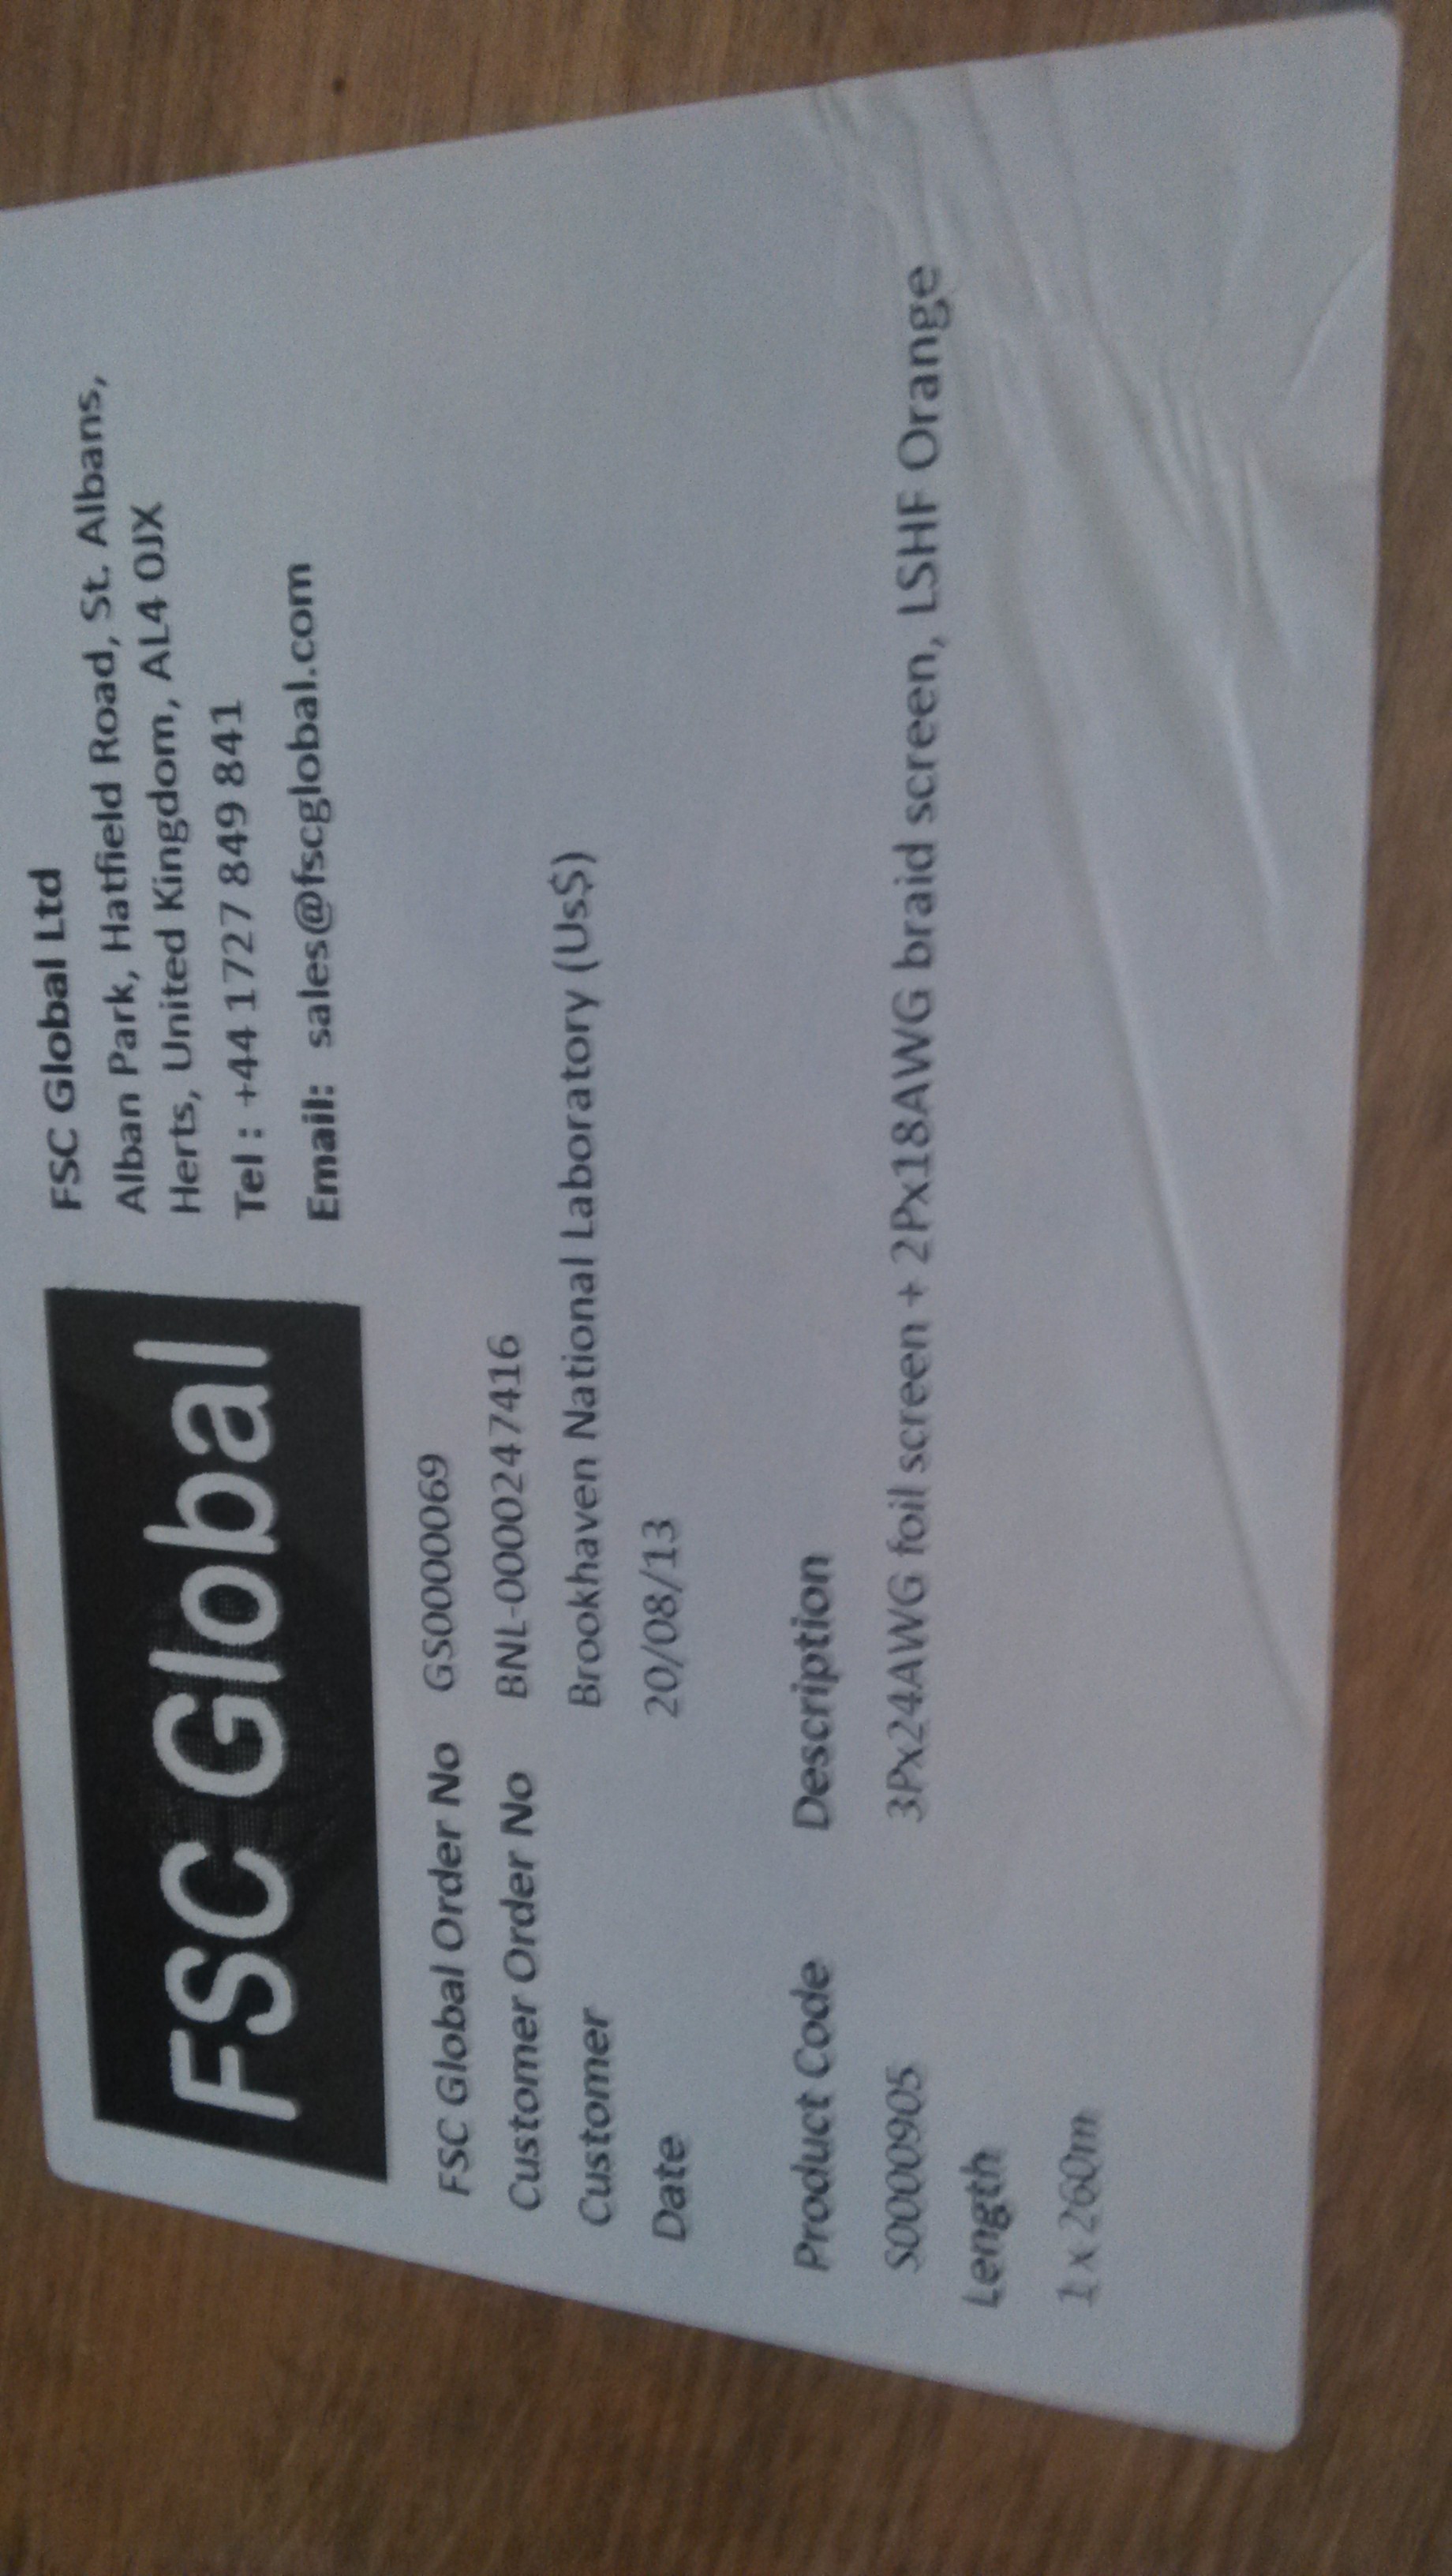 FSC Global
FSC Global Ltd
Alban Park, Hatfield Road, St. Albans,
Herts, United Kingdom, AL4 0JX
Tel : +44 1727 849 841
Email: sales@fscglobal.com
FSC Global Order No GS000069
Customer Order No BNL-0000247416
Customer Brookhaven National Laboratory (Us$)
Date 20/08/13
Product Code Description
S0000905 3Px24AWG foil screen + 2Px18AWG braid screen, LSHF Orange
Length
1 x 260m